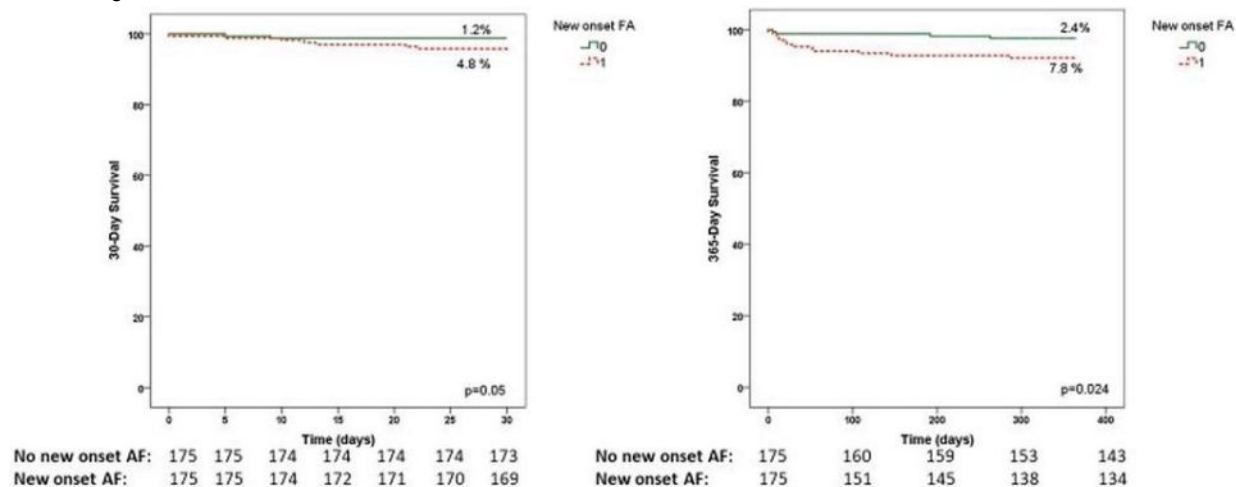 1.2%
4.8 %
New onset FA
0
1
100
80
60
40
20
0
30-Day Survival
p=0.05
0 5 10 15 20 25 30
Time (days)
No new onset AF: 175 175 174 174 174 174 173
New onset AF: 175 175 174 172 171 170 169
2.4%
7.8 %
New onset FA
0
1
100
80
60
40
20
0
365-Day Survival
p=0.024
0 100 200 300 400
Time (days)
No new onset AF: 175 160 159 153 143
New onset AF: 175 151 145 138 134